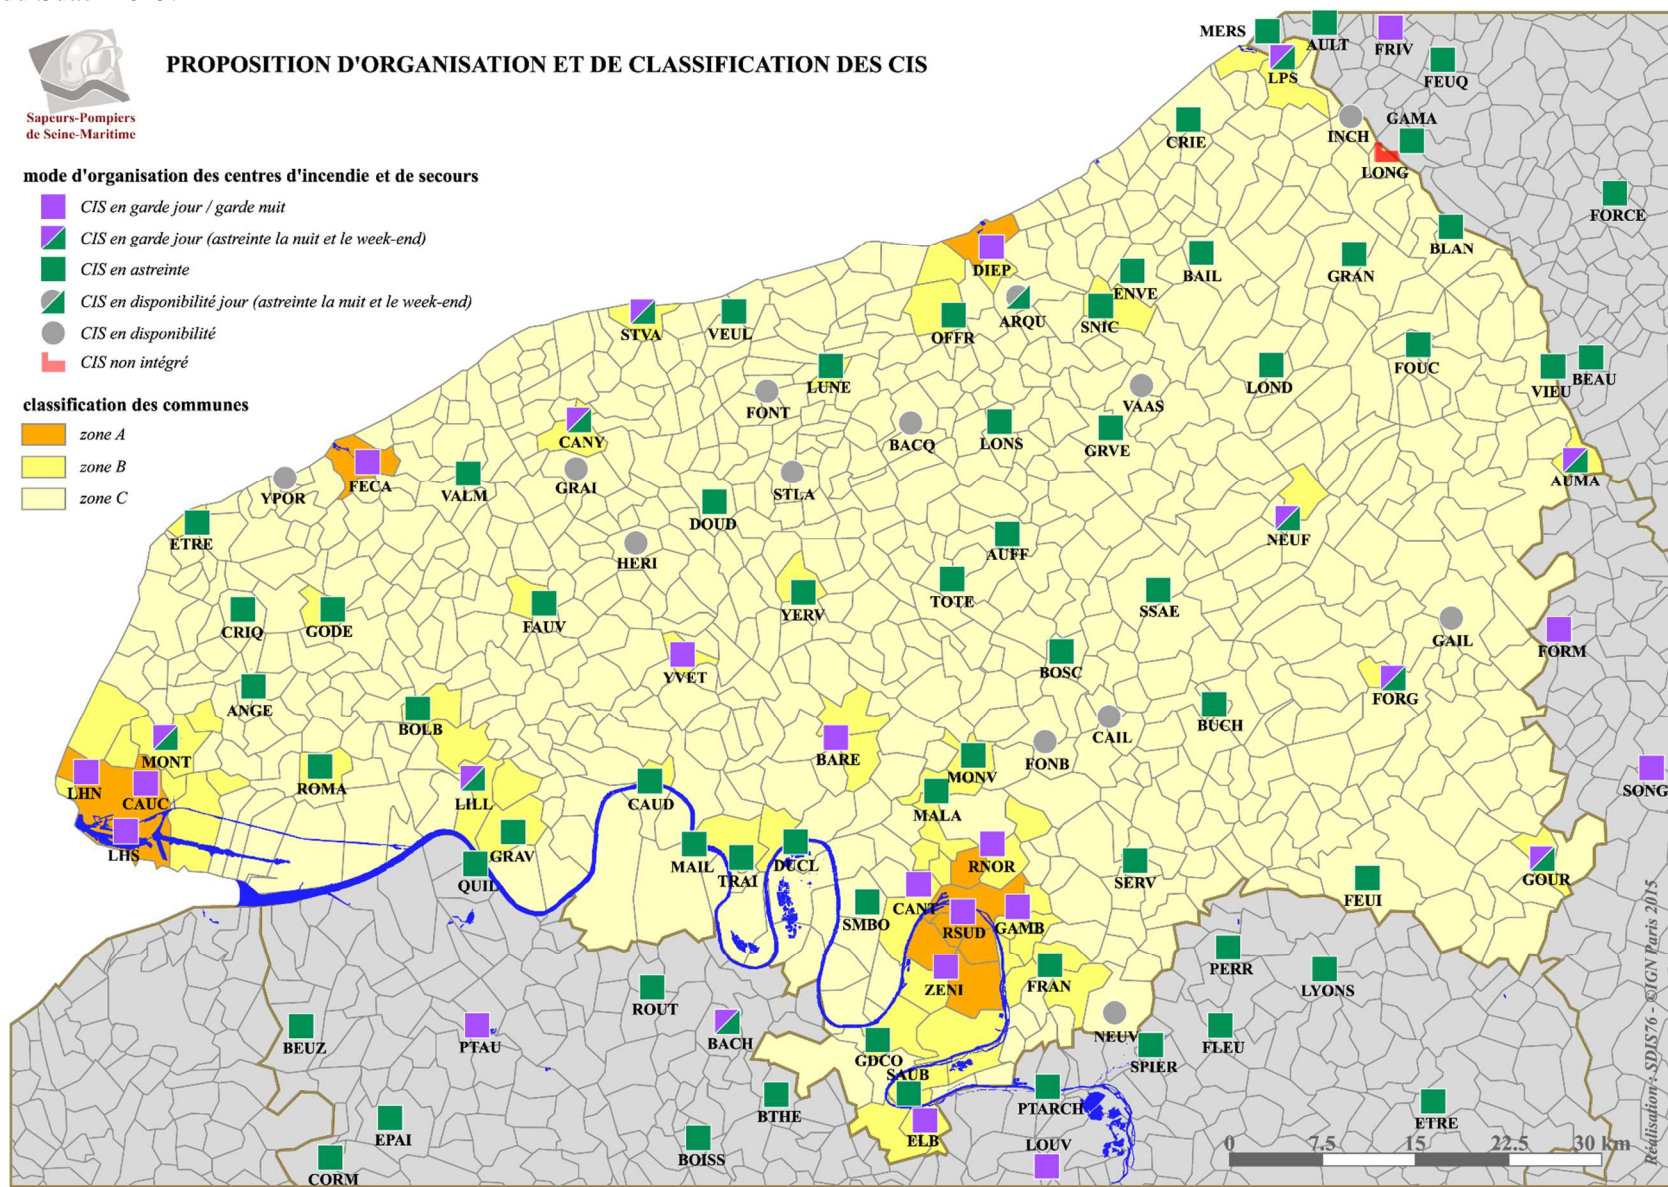 PROPOSITION D'ORGANISATION ET DE CLASSIFICATION DES CIS
Sapeurs-Pompiers
de Seine-Maritime
mode d'organisation des centres d'incendie et de secours
CIS en garde jour / garde nuit
CIS en garde jour (astreinte la nuit et le week-end)
CIS en astreinte
CIS en disponibilité jour (astreinte la nuit et le week-end)
CIS en disponibilité
CIS non intégré
classification des communes
zone A
zone B
zone C
MERS
AULT
FRIV
FEUQ
LPS
GAMA
INCH
CRIE
LONG
FORCE
BLAN
DIEP
BAIL
GRAN
ENVE
ARQU
SNIC
OFFR
STVA
VEUL
FOUC
LUNE
LOND
VIEU
BEAU
FONT
VAAS
CANY
BACQ
LONS
GRVE
AUMA
YPOR
FECA
VALM
GRAI
STLA
DOUD
NEUF
ETRE
AUFF
HERI
TOTE
SSAE
CRIQ
GODE
FAUV
YERV
GAIL
FORM
YVET
BOSC
FORG
ANGE
BOLB
BUCH
CAIL
MONT
BARE
FONB
MONV
LHN
CAUC
ROMA
LILL
CAUD
MALA
SONG
LHS
GRAV
MAIL
TRAI
DUCL
RNOR
SERV
GOUR
QUIL
FEUI
CANT
SMBO
RSUD
GAMB
PERR
ZENI
FRAN
LYONS
ROUT
BEUZ
PTAU
BACH
NEUV
FLEU
GDCO
SPIER
SAUB
BTHE
PTARCH
EPAI
ELB
ETRE
BOISS
LOUV
CORM
0 7.5 15 22.5 30 km
Réalisation : SDIS76 - ©IGN Paris 2015